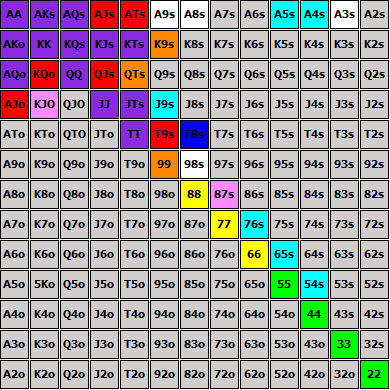 AA AKs AQs AJs ATs A9s A8s A7s A6s A5s A4s A3s A2s
AKo KK KQs KJs KTs K9s K8s K7s K6s K5s K4s K3s K2s
AQo KQo QQ QJs QTs Q9s Q8s Q7s Q6s Q5s Q4s Q3s Q2s
AJo KJO QJO JJ JTs J9s J8s J7s J6s J5s J4s J3s J2s
ATo KTo QTO JTo TT T9s T8s T7s T6s T5s T4s T3s T2s
A9o K9o Q9o J9o T9o 99 98s 97s 96s 95s 94s 93s 92s
A8o K8o Q8o J8o T8o 98o 88 87s 86s 85s 84s 83s 82s
A7o K7o Q7o J7o T7o 97o 87o 77 76s 75s 74s 73s 72s
A6o K6o Q6o J6o T6o 96o 86o 76o 66 65s 64s 63s 62s
A5o 5Ko Q5o J5o T5o 95o 85o 75o 65o 55 54s 53s 52s
A4o K4o Q4o J4o T4o 94o 84o 74o 64o 54o 44 43s 42s
A3o K3o Q3o J3o T3o 93o 83o 73o 63o 53o 43o 33 32s
A2o K2o Q2o J2o T2o 92o 82o 72o 62o 52o 42o 32o 22